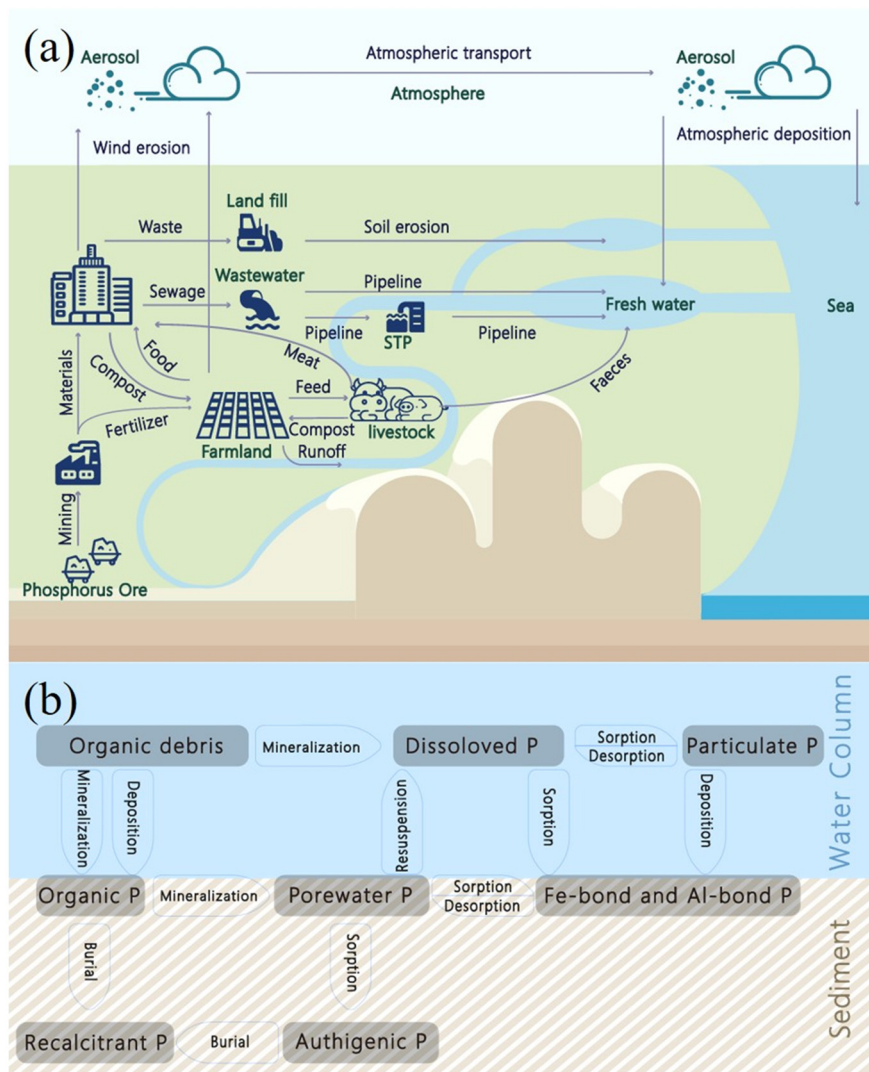 (a)
Aerosol
Atmospheric transport
Aerosol
Atmosphere
Atmospheric deposition
Wind erosion
Land fill
Waste
Soil erosion
Wastewater
Pipeline
Sewage
Fresh water
Sea
Pipeline
STP
Pipeline
Meat
Food
Compost
Materials
Feed
Faeces
Fertilizer
Compost
livestock
Farmland
Runoff
Mining
Phosphorus Ore
(b)
Water Column
Organic debris
Mineralization
Dissoloved P
Sorption
Desorption
Particulate P
Mineralization
Deposition
Resuspension
Sorption
Deposition
Organic P
Mineralization
Porewater P
Sorption
Desorption
Fe-bond and Al-bond P
Sediment
Burial
Sorption
Recalcitrant P
Burial
Authigenic P